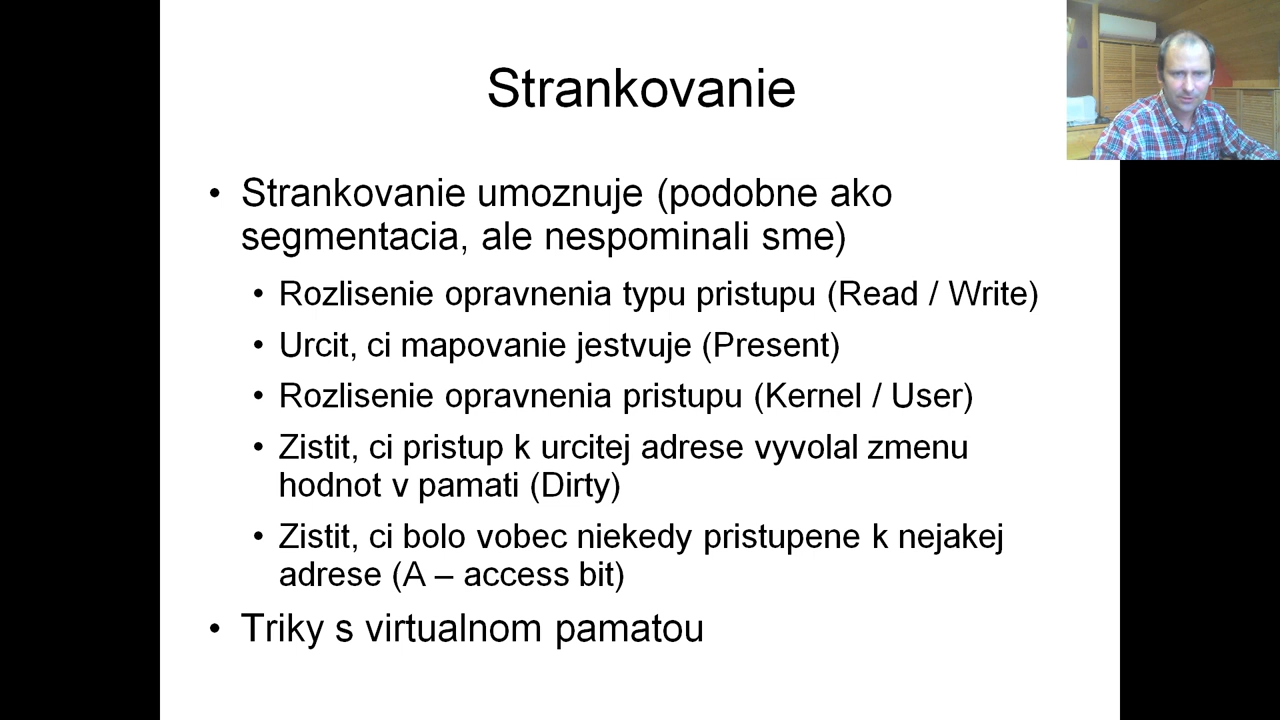 Strankovanie
• Strankovanie umoznuje (podobne ako
segmentacia, ale nespominali sme)
• Rozlisenie opravnenia typu pristupu (Read / Write)
• Urcit, ci mapovanie jestvuje (Present)
• Rozlisenie opravnenia pristupu (Kernel / User)
• Zistit, ci pristup k urcitej adrese vyvolal zmenu
hodnot v pamati (Dirty)
• Zistit, ci bolo vobec niekedy pristupene k nejakej
adrese (A – access bit)
• Triky s virtualnom pamatou